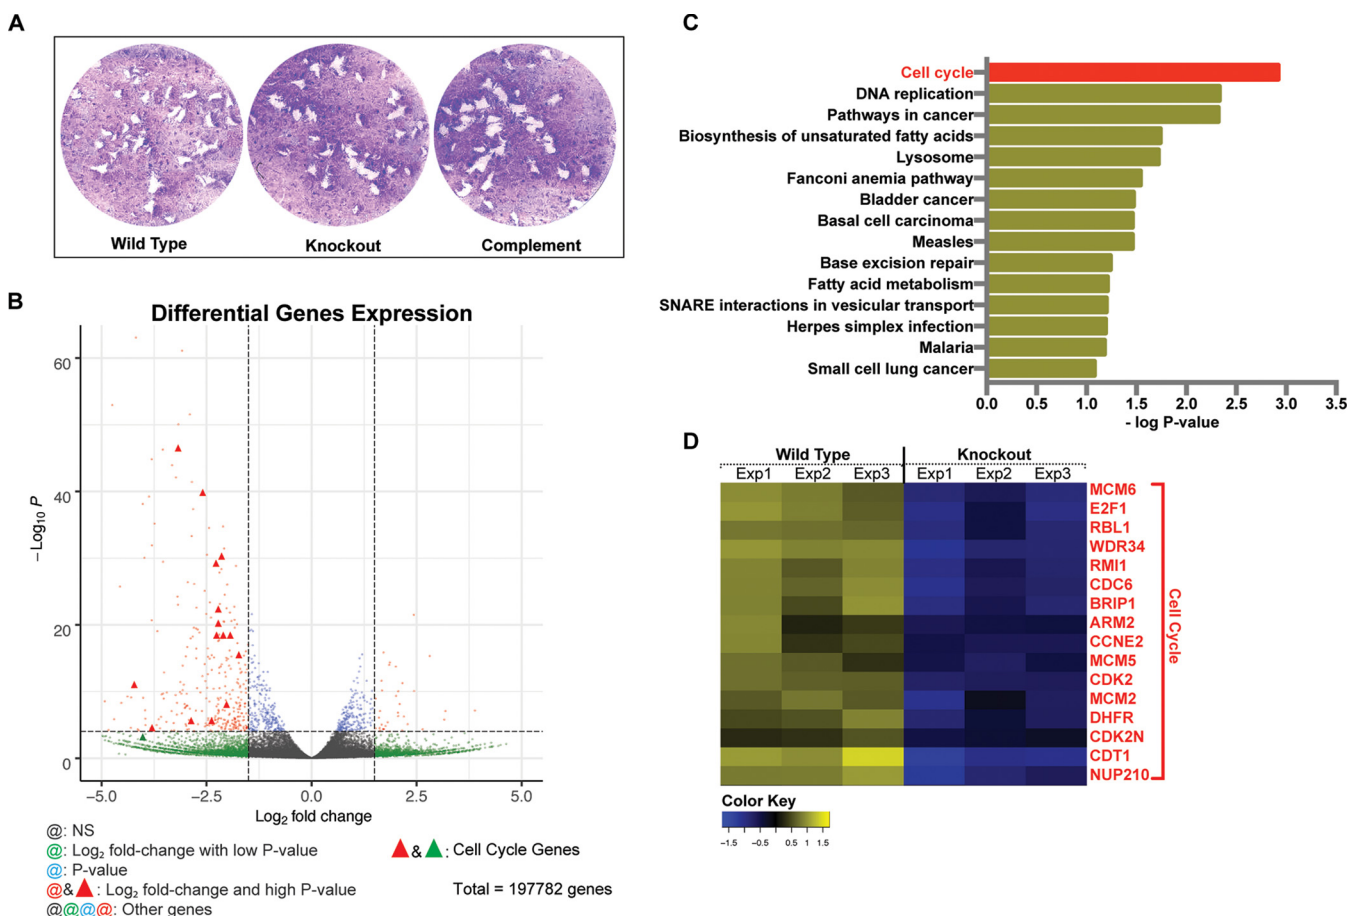 A
Wild Type
Knockout
Complement
B
Differential Genes Expression
60
40
20
0
– Log₁₀ P
−5.0
−2.5
0.0
2.5
5.0
Log₂ fold change
@: NS
@: Log₂ fold-change with low P-value
@: P-value
@&▲: Log₂ fold-change and high P-value
@@@@: Other genes
▲&▲: Cell Cycle Genes
Total = 197782 genes
C
Cell cycle
DNA replication
Pathways in cancer
Biosynthesis of unsaturated fatty acids
Lysosome
Fanconi anemia pathway
Bladder cancer
Basal cell carcinoma
Measles
Base excision repair
Fatty acid metabolism
SNARE interactions in vesicular transport
Herpes simplex infection
Malaria
Small cell lung cancer
0.0 0.5 1.0 1.5 2.0 2.5 3.0 3.5
- log P-value
D
Wild Type
Knockout
Exp1 Exp2 Exp3 Exp1 Exp2 Exp3
MCM6
E2F1
RBL1
WDR34
RMI1
CDC6
BRIP1
ARM2
CCNE2
MCM5
CDK2
MCM2
DHFR
CDK2N
CDT1
NUP210
Cell Cycle
Color Key
−1.5 −0.5 0.5 1 1.5